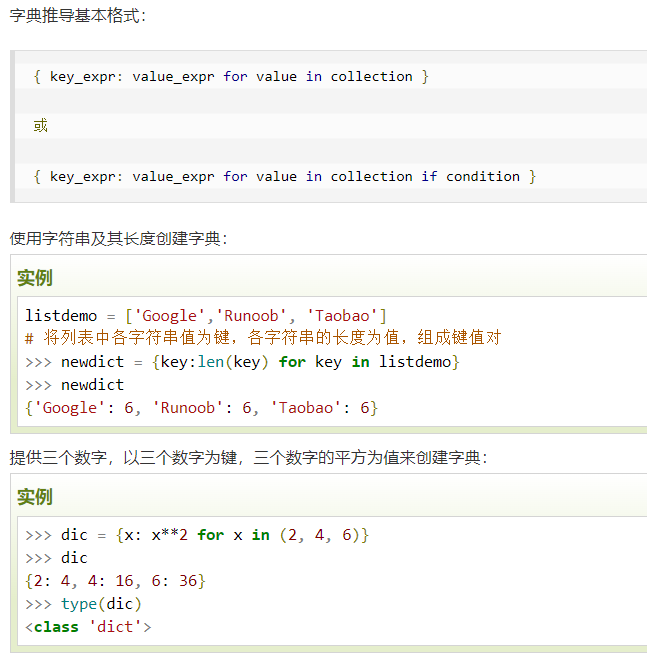 字典推导基本格式：
{ key_expr: value_expr for value in collection }
或
{ key_expr: value_expr for value in collection if condition }
使用字符串及其长度创建字典：
实例
listdemo = ['Google','Runoob', 'Taobao']
# 将列表中各字符串值为键，各字符串的长度为值，组成键值对
>>> newdict = {key:len(key) for key in listdemo}
>>> newdict
{'Google': 6, 'Runoob': 6, 'Taobao': 6}
提供三个数字，以三个数字为键，三个数字的平方为值来创建字典：
实例
>>> dic = {x: x**2 for x in (2, 4, 6)}
>>> dic
{2: 4, 4: 16, 6: 36}
>>> type(dic)
<class 'dict'>